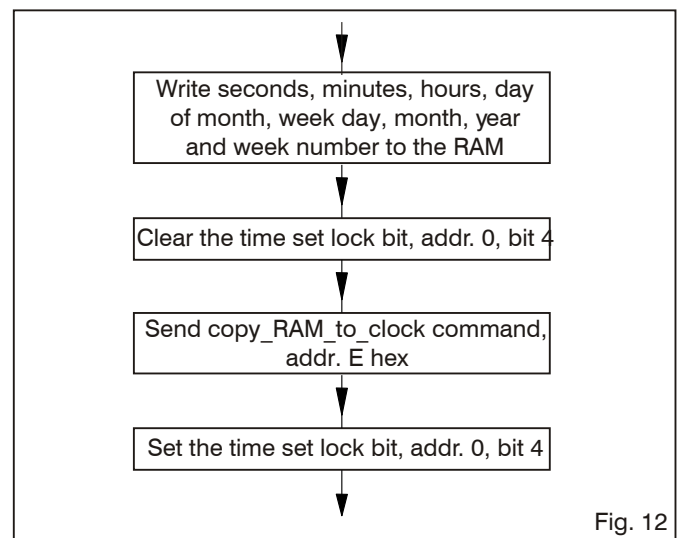 Write seconds, minutes, hours, day
of month, week day, month, year
and week number to the RAM
Clear the time set lock bit, addr. 0, bit 4
Send copy_RAM_to_clock command,
addr. E hex
Set the time set lock bit, addr. 0, bit 4
Fig. 12